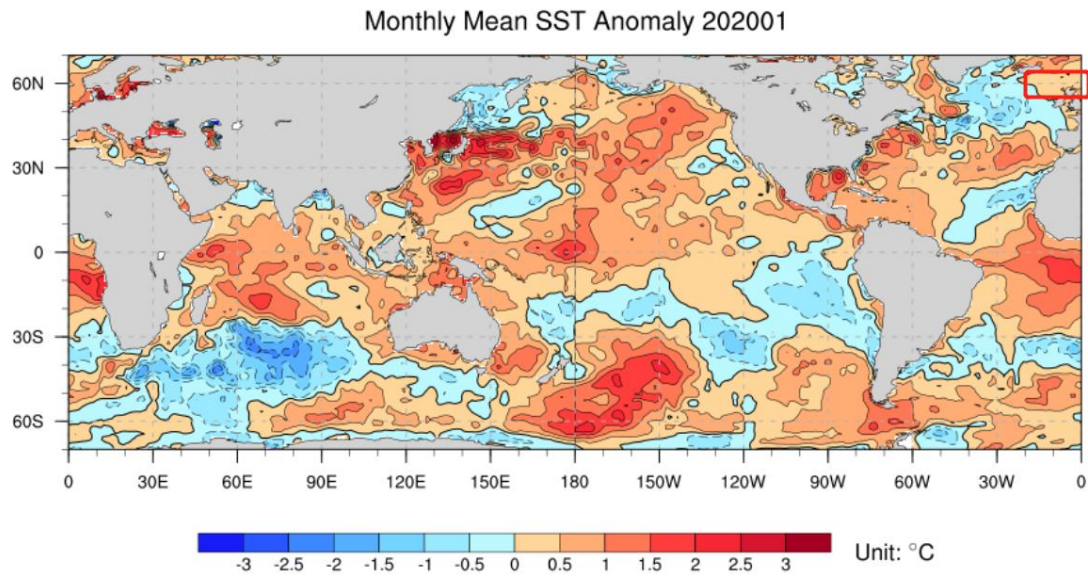 Monthly Mean SST Anomaly 202001
60N
30N
0
30S
60S
0 30E 60E 90E 120E 150E 180 150W 120W 90W 60W 30W 0
-3 -2.5 -2 -1.5 -1 -0.5 0 0.5 1 1.5 2 2.5 3
Unit: °C